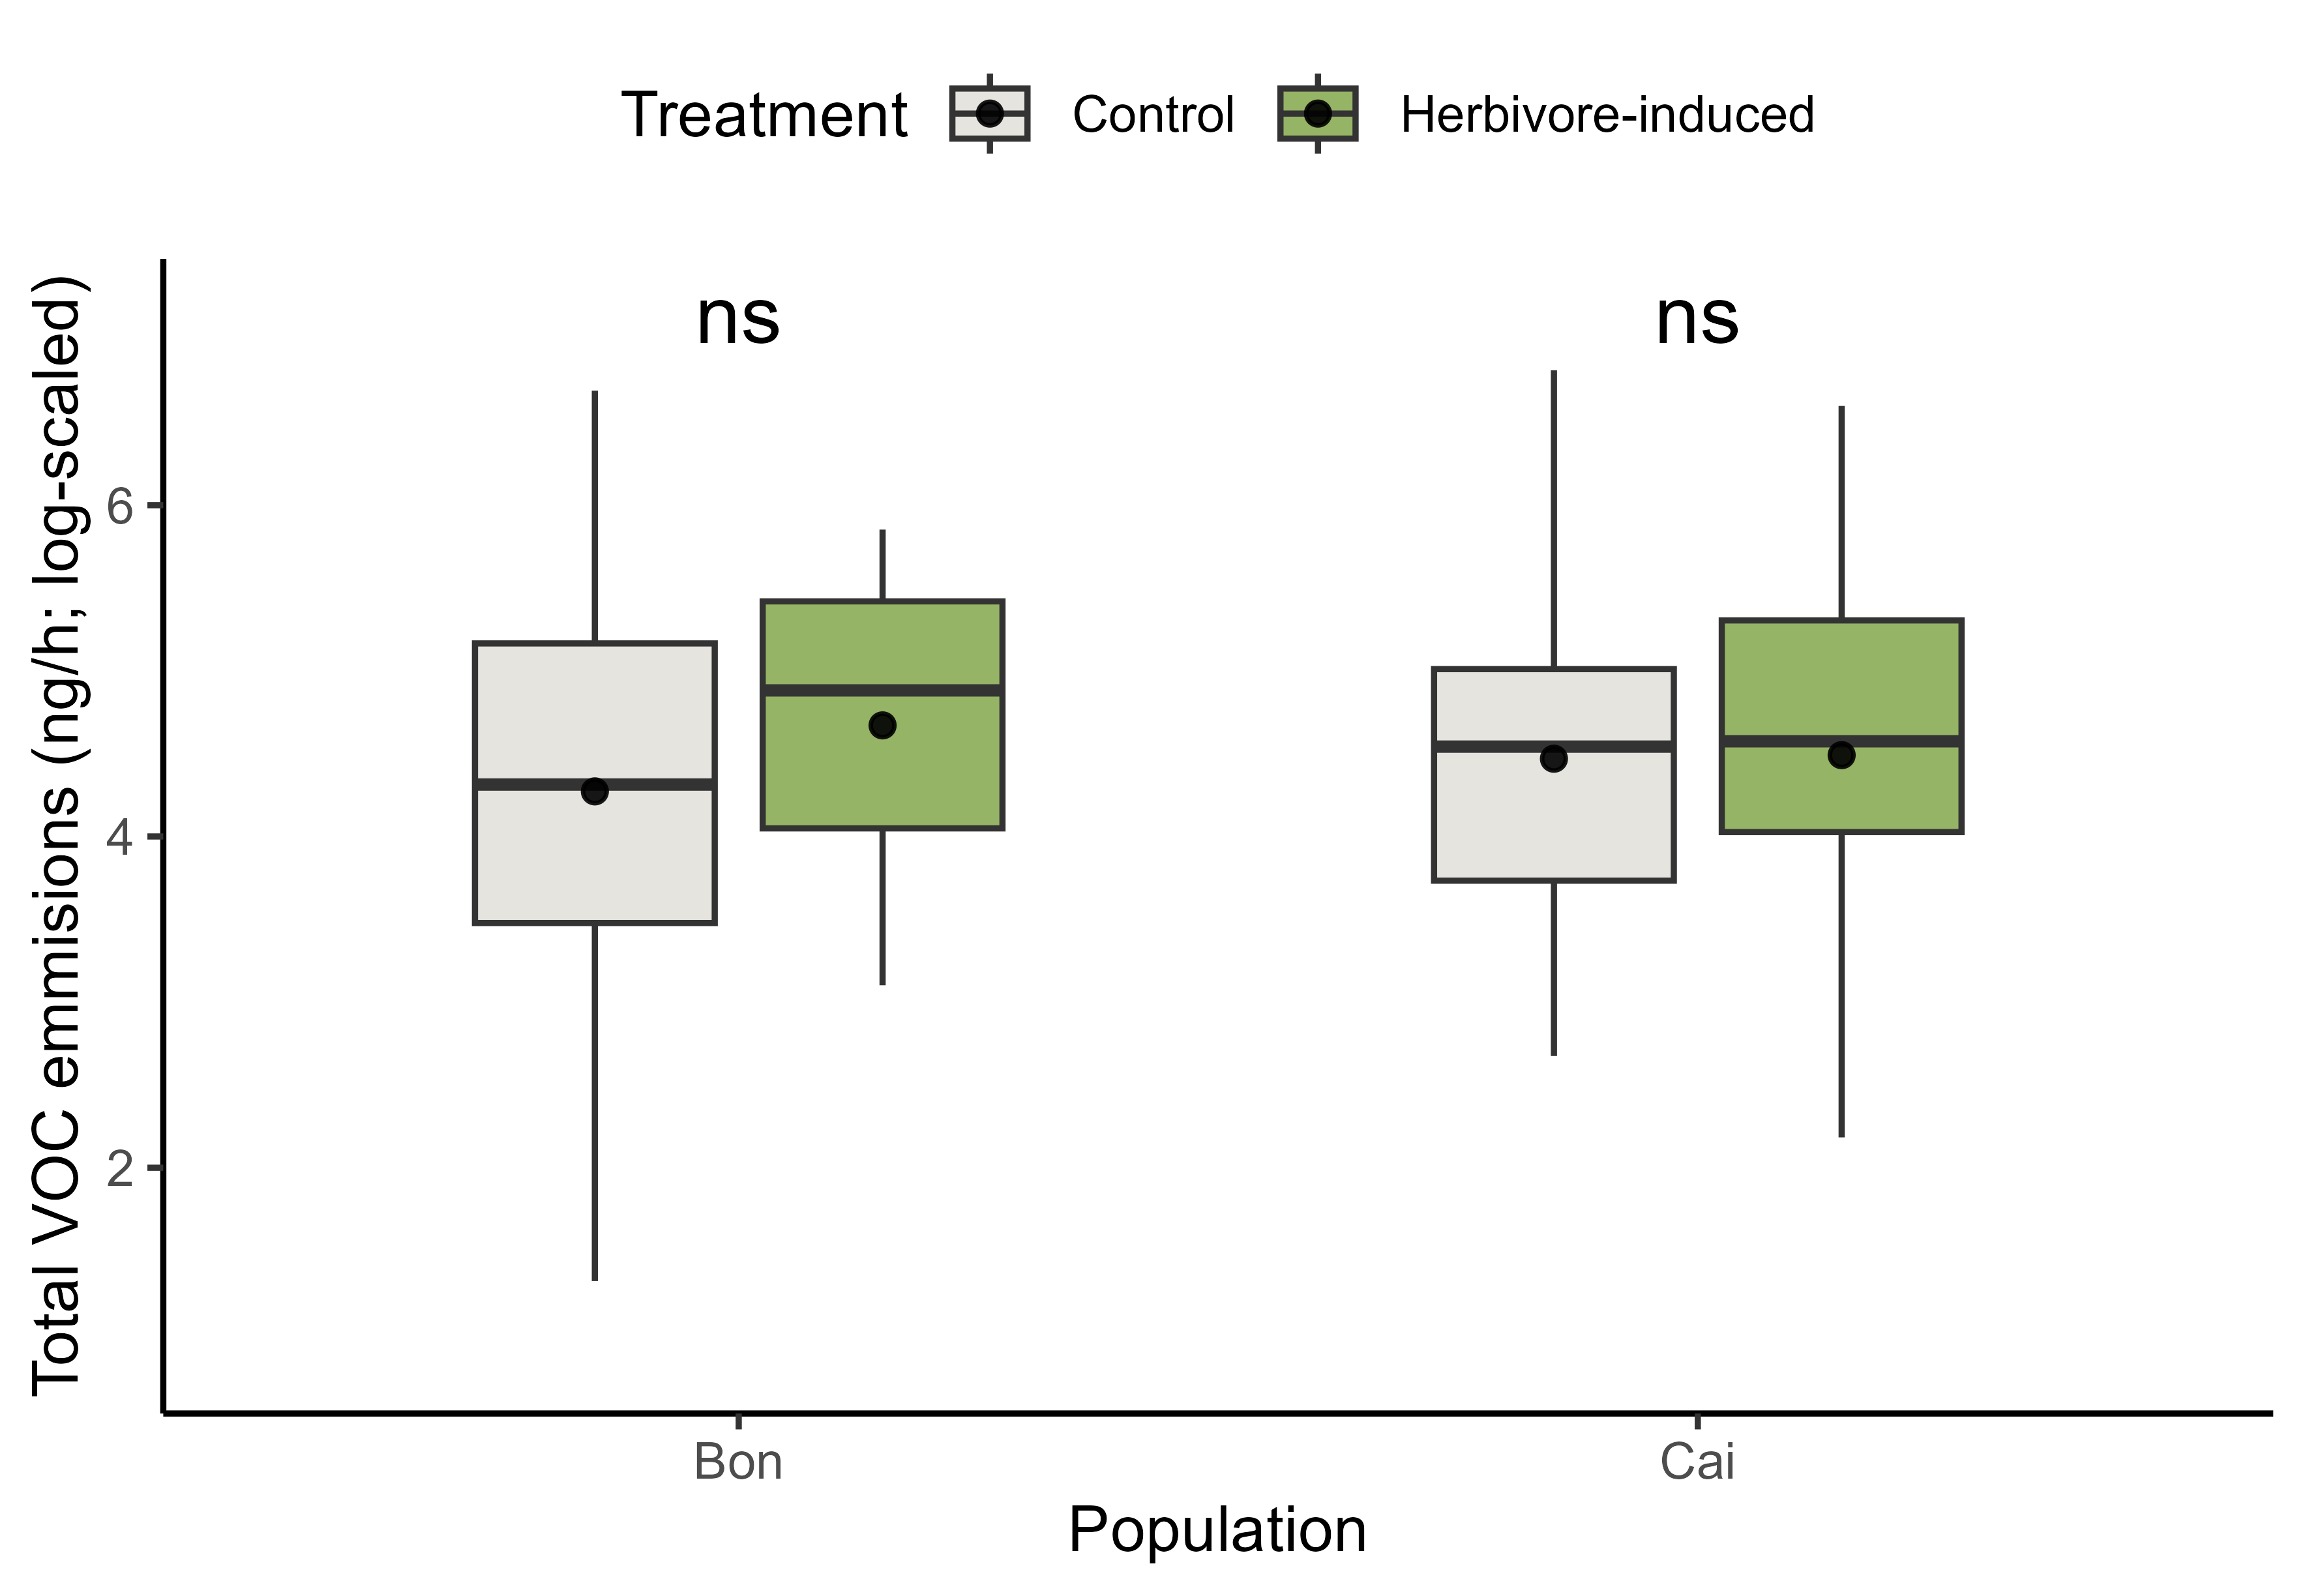 Treatment Control Herbivore-induced
Total VOC emmisions (ng/h; log-scaled)
ns ns
6
4
2
Bon Cai
Population